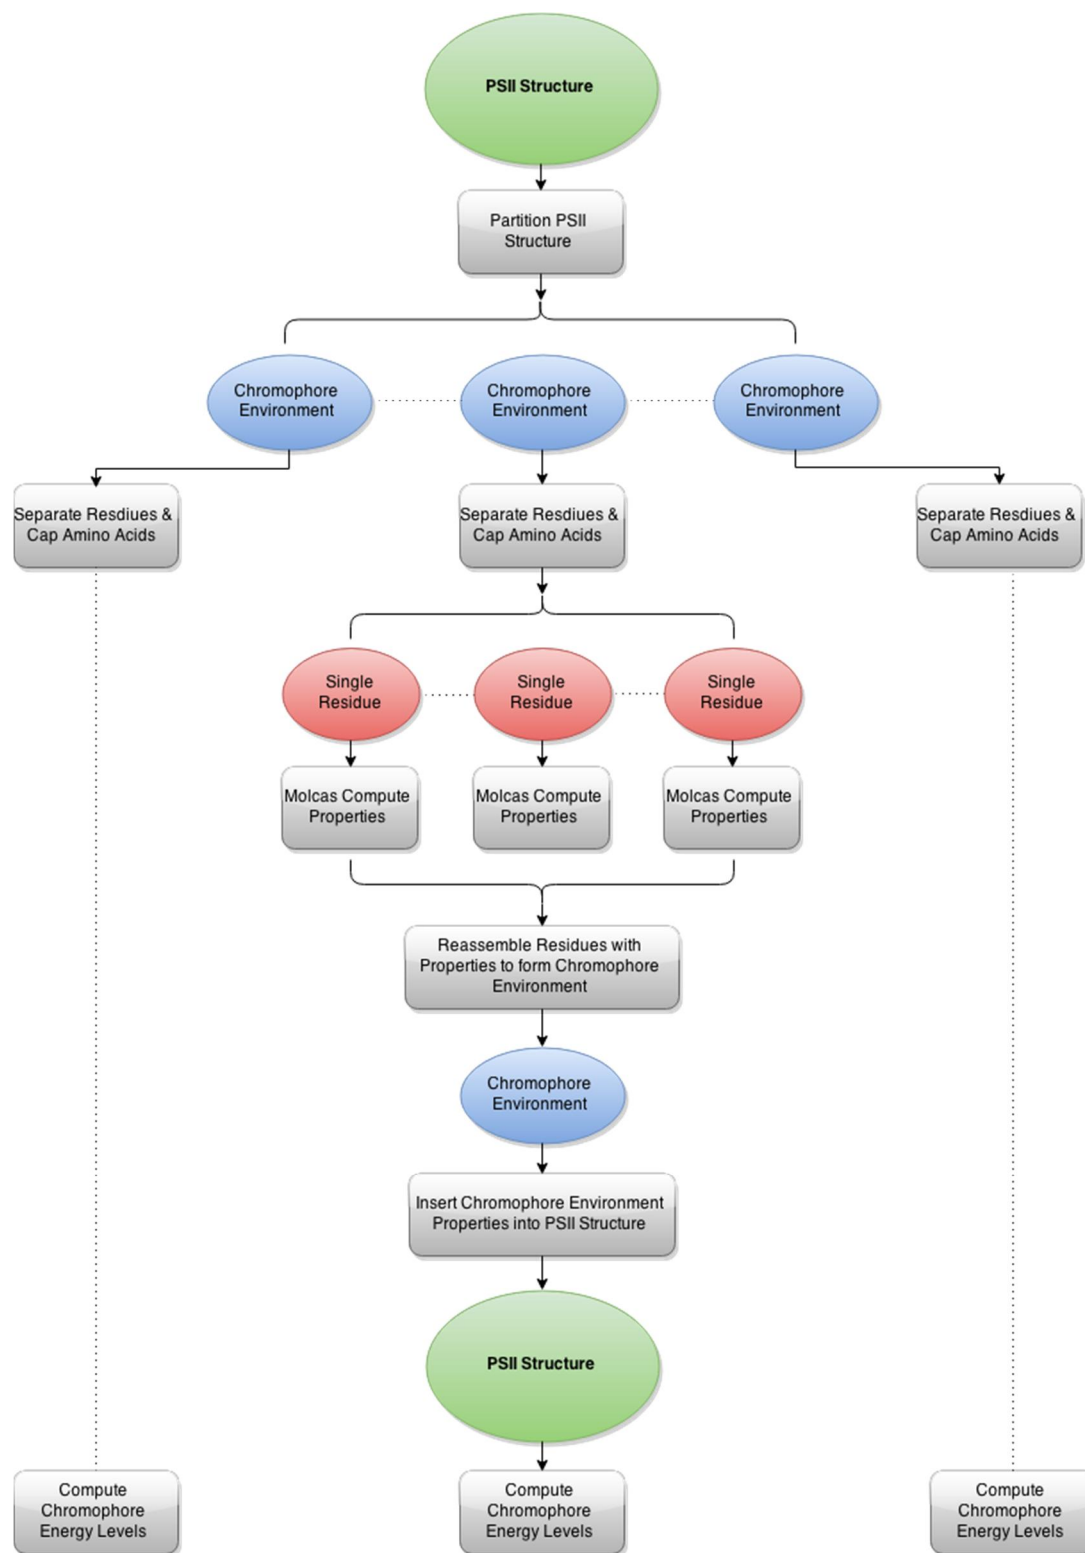 PSII Structure
Partition PSII
Structure
Chromophore
Environment
Chromophore
Environment
Chromophore
Environment
Separate Resdiues &
Cap Amino Acids
Separate Resdiues &
Cap Amino Acids
Separate Resdiues &
Cap Amino Acids
Single
Residue
Single
Residue
Single
Residue
Molcas Compute
Properties
Molcas Compute
Properties
Molcas Compute
Properties
Reassemble Residues with
Properties to form Chromophore
Environment
Chromophore
Environment
Insert Chromophore Environment
Properties into PSII Structure
PSII Structure
Compute
Chromophore
Energy Levels
Compute
Chromophore
Energy Levels
Compute
Chromophore
Energy Levels